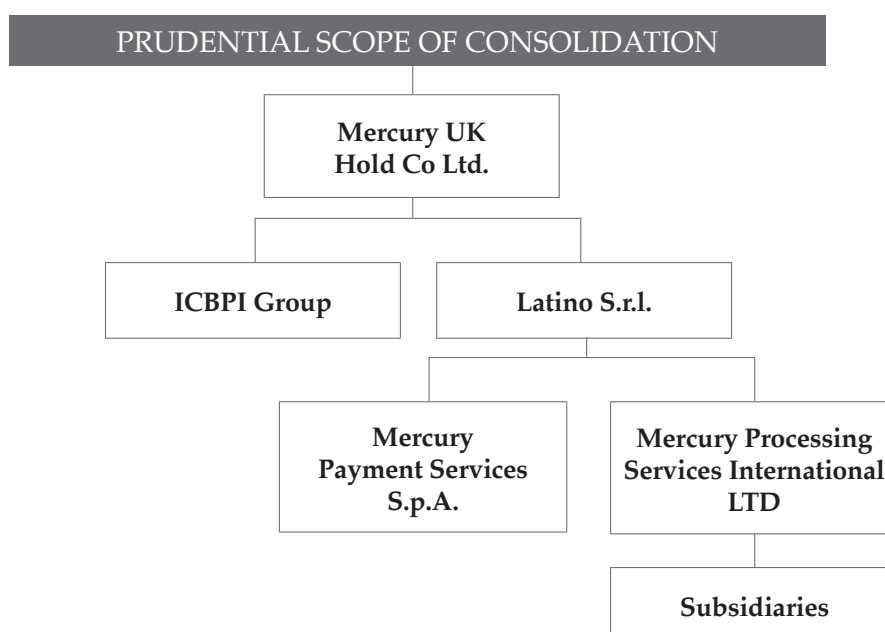 PRUDENTIAL SCOPE OF CONSOLIDATION
Mercury UK
Hold Co Ltd.
ICBPI Group
Latino S.r.l.
Mercury
Payment Services
S.p.A.
Mercury Processing
Services International
LTD
Subsidiaries